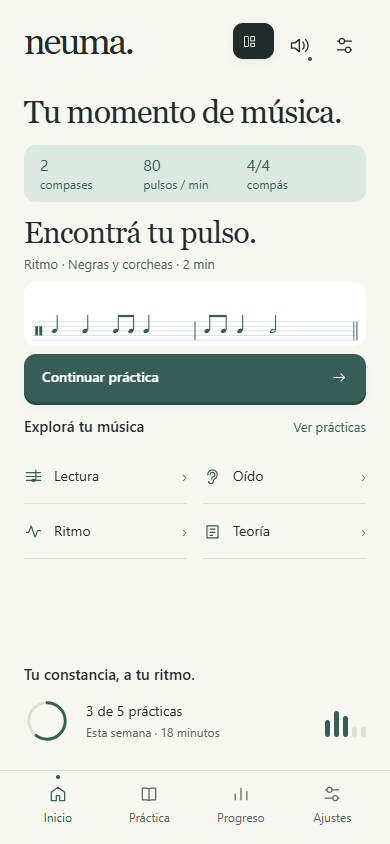 neuma.
Tu momento de música.
2
compases
80
pulsos / min
4/4
compás
Encontrá tu pulso.
Ritmo · Negras y corcheas · 2 min
Continuar práctica →
Explorá tu música
Ver prácticas
Lectura ›
Oído ›
Ritmo ›
Teoría ›
Tu constancia, a tu ritmo.
3 de 5 prácticas
Esta semana · 18 minutos
Inicio
Práctica
Progreso
Ajustes